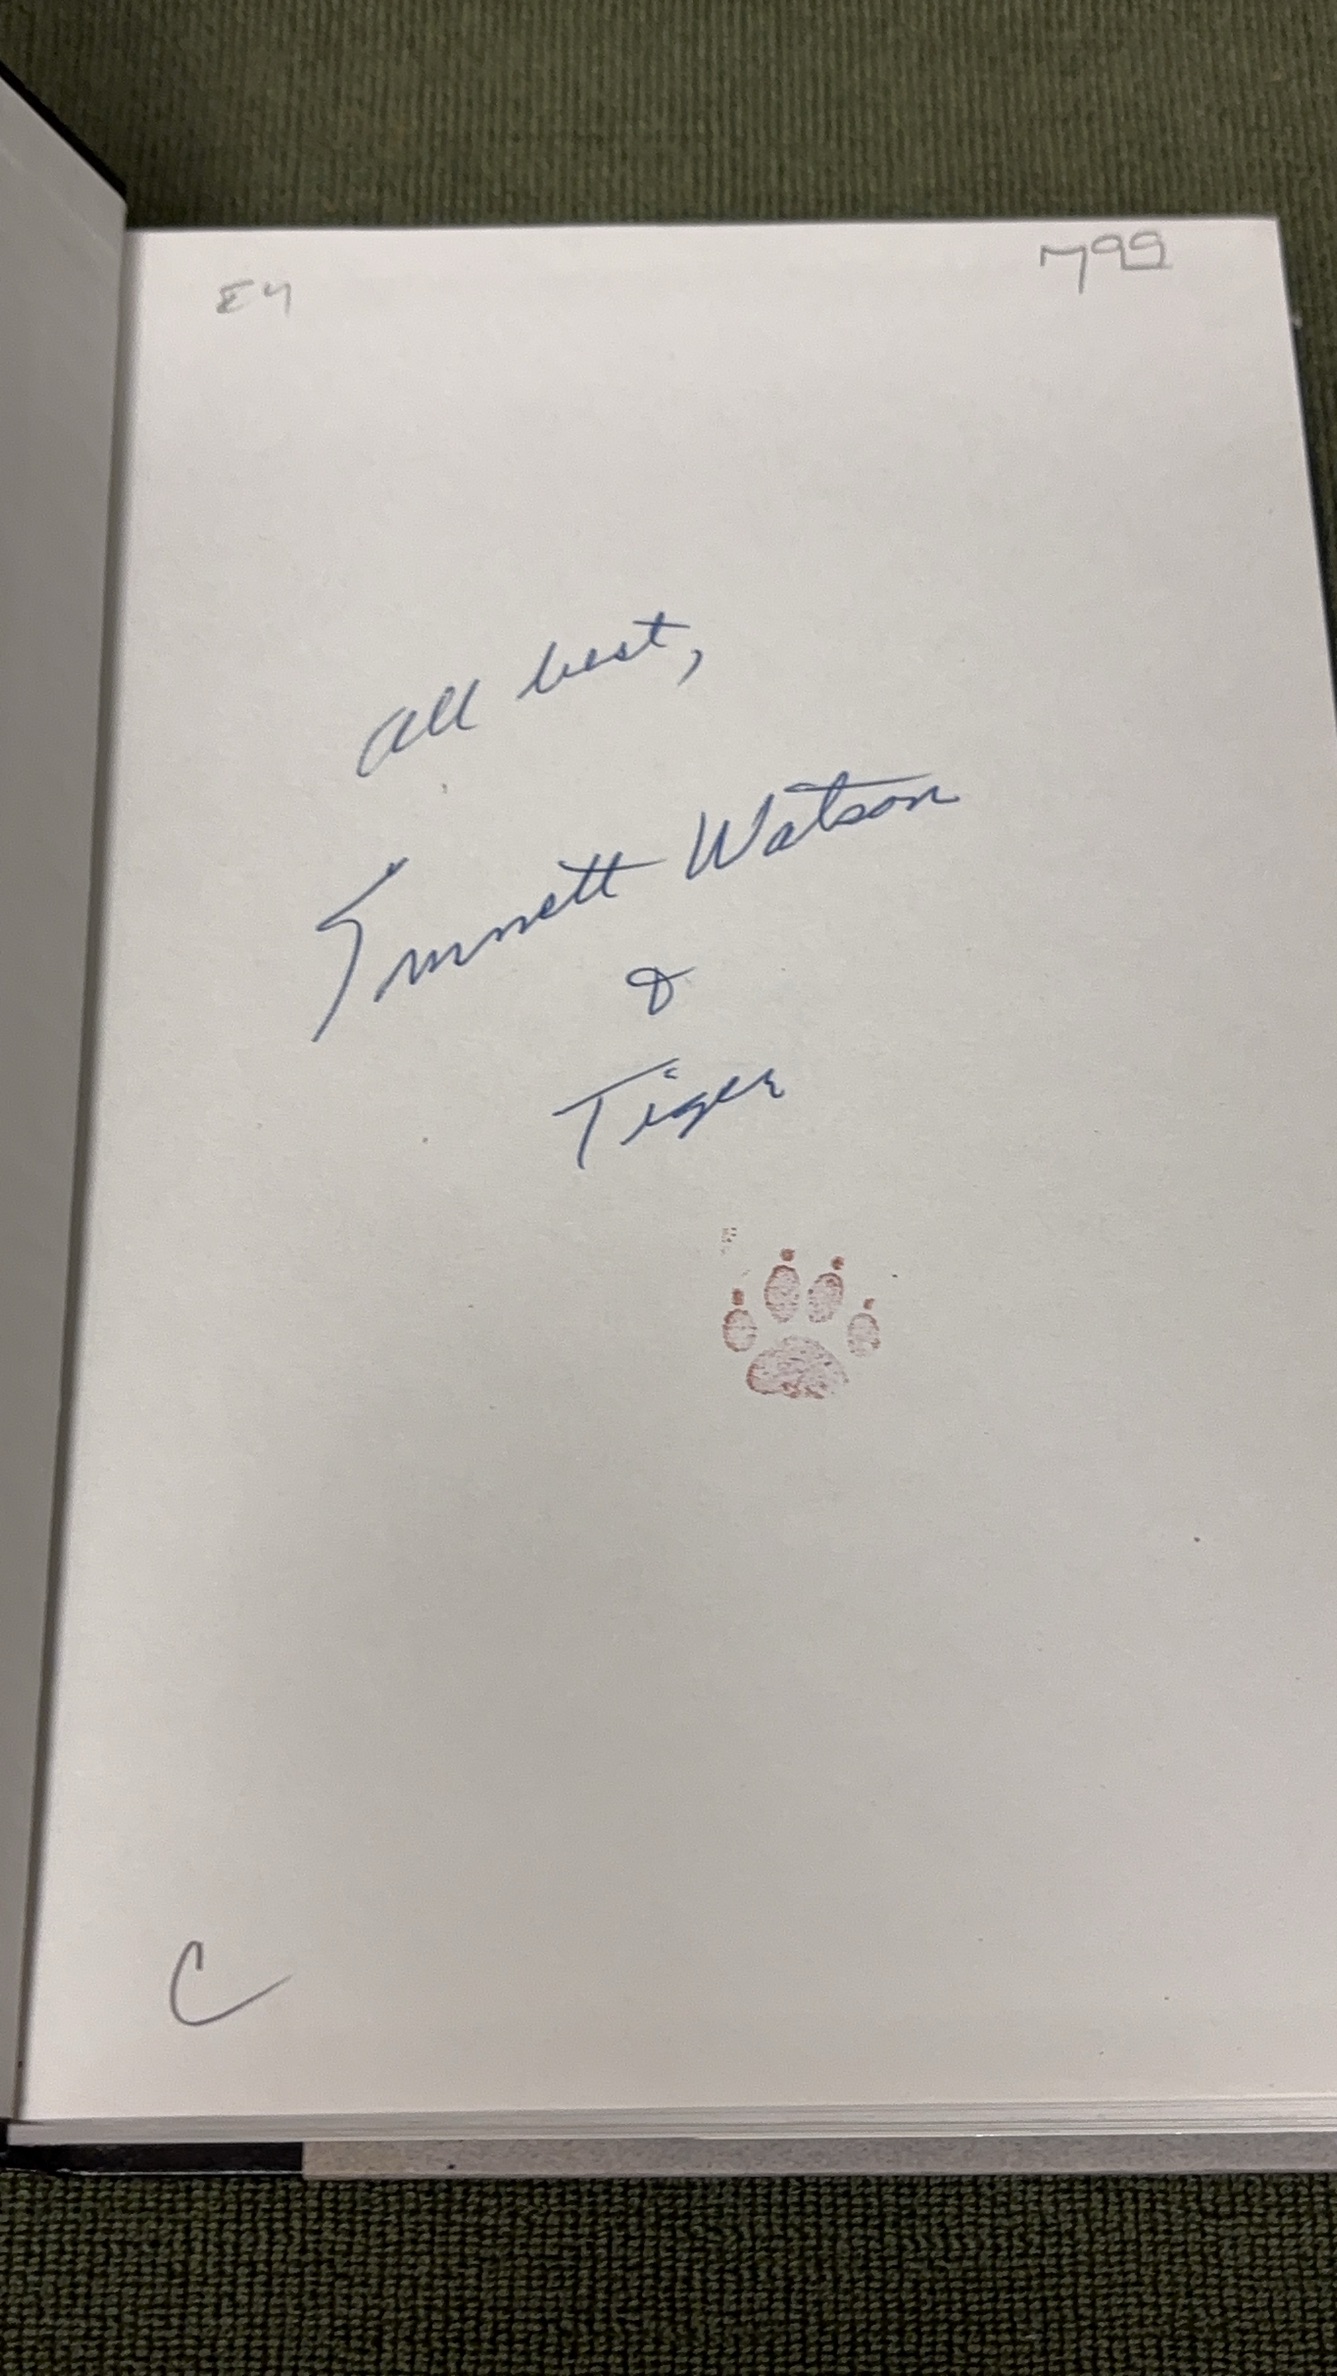 E4
799
All best,
Emmett Watson
&
Tiger
C